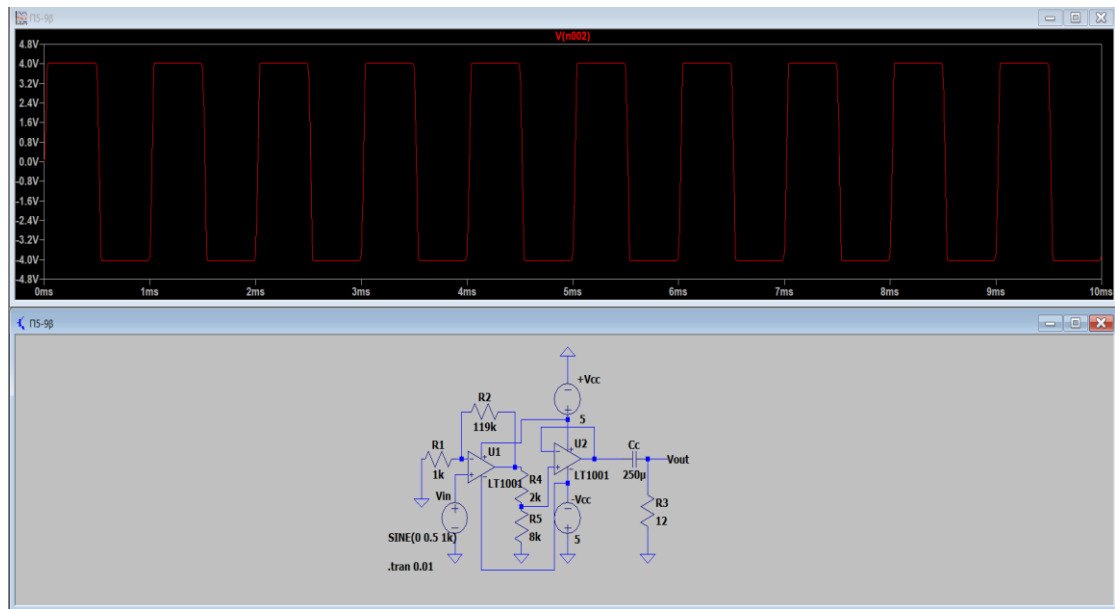 П5-9β
V(n002)
4.8V
4.0V
3.2V
2.4V
1.6V
0.8V
0.0V
-0.8V
-1.6V
-2.4V
-3.2V
-4.0V
-4.8V
0ms 1ms 2ms 3ms 4ms 5ms 6ms 7ms 8ms 9ms 10ms
П5-9β
+Vcc
5
R2
119k
R1
1k
U1
LT1001
U2
LT1001
Cc
250µ
Vout
R4
2k
Vin
R5
8k
-Vcc
5
R3
12
SINE(0 0.5 1k)
.tran 0.01